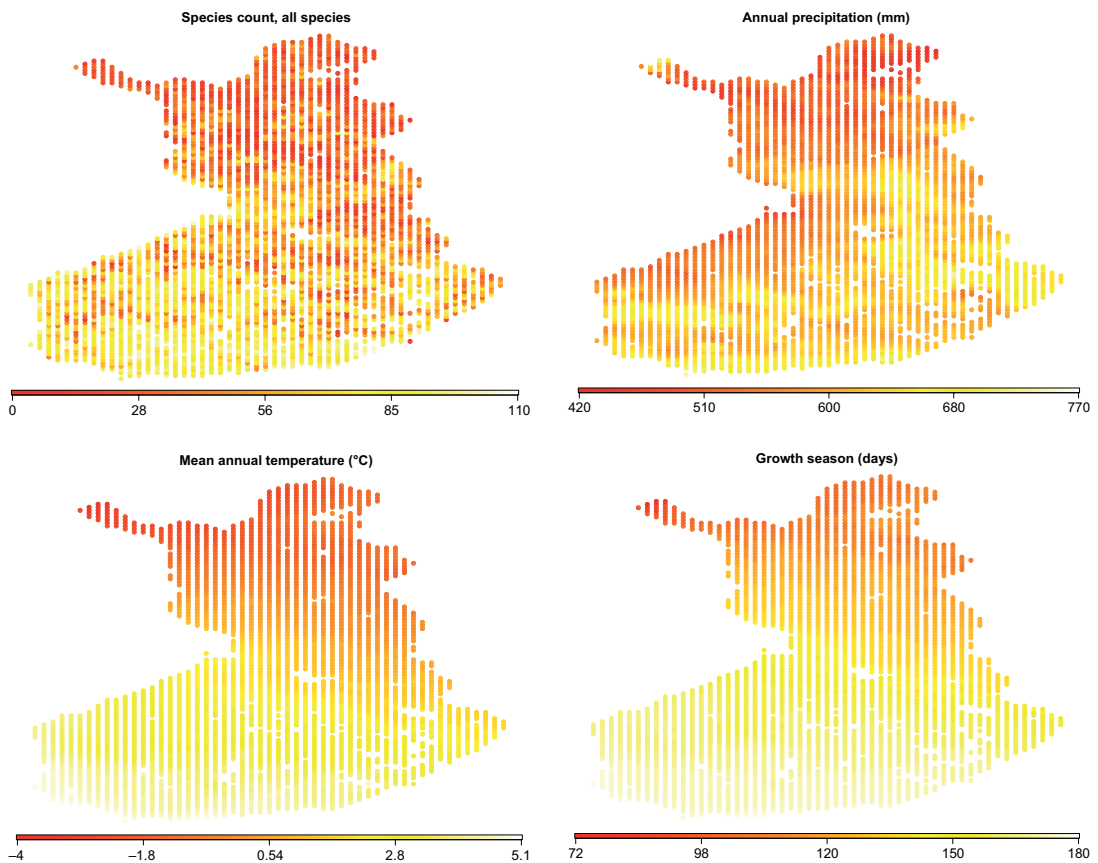 Species count, all species
0 28 56 85 110
Annual precipitation (mm)
420 510 600 680 770
Mean annual temperature (°C)
–4 –1.8 0.54 2.8 5.1
Growth season (days)
72 98 120 150 180